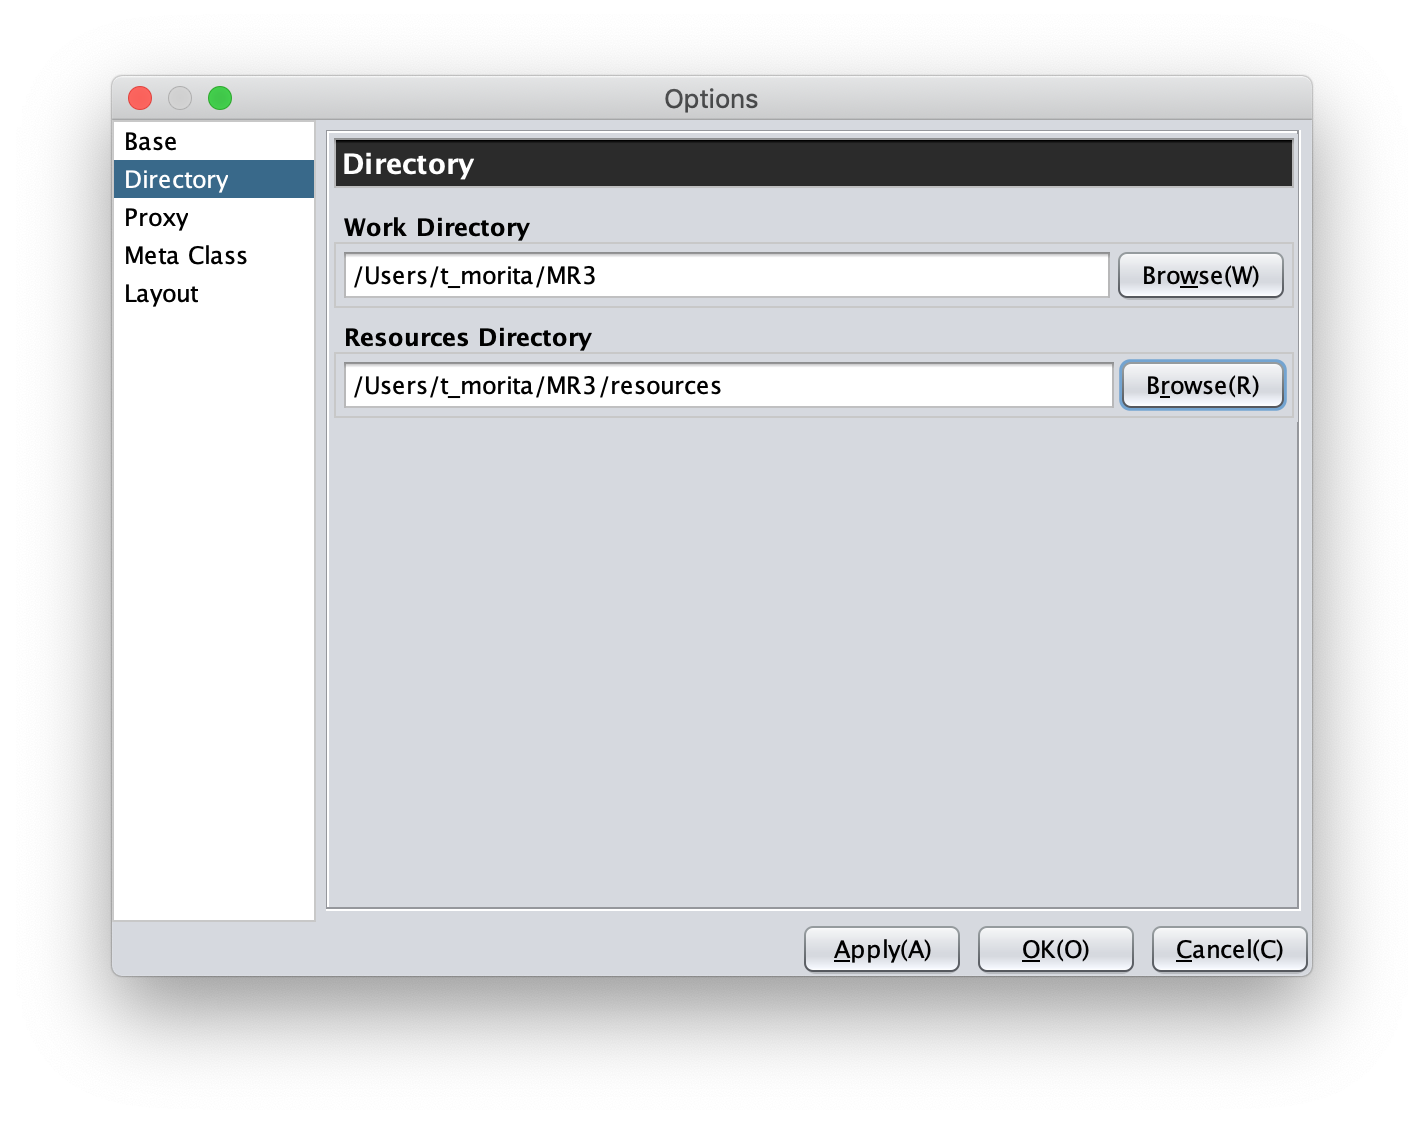 Options
Base
Directory
Proxy
Meta Class
Layout
Directory
Work Directory
/Users/t_morita/MR3
Browse(W)
Resources Directory
/Users/t_morita/MR3/resources
Browse(R)
Apply(A)
OK(O)
Cancel(C)